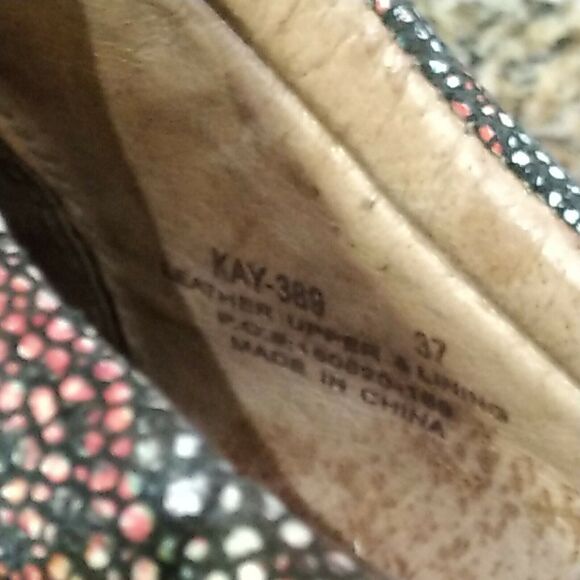 KAY-389 37
LEATHER UPPER & LINING
MADE IN CHINA